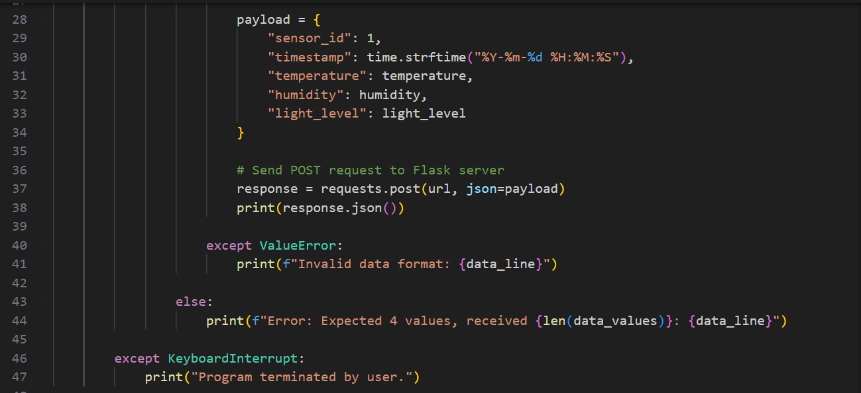 28 payload = {
29 "sensor_id": 1,
30 "timestamp": time.strftime("%Y-%m-%d %H:%M:%S"),
31 "temperature": temperature,
32 "humidity": humidity,
33 "light_level": light_level
34 }
35
36 # Send POST request to Flask server
37 response = requests.post(url, json=payload)
38 print(response.json())
39
40 except ValueError:
41 print(f"Invalid data format: {data_line}")
42
43 else:
44 print(f"Error: Expected 4 values, received {len(data_values)}: {data_line}")
45
46 except KeyboardInterrupt:
47 print("Program terminated by user.")